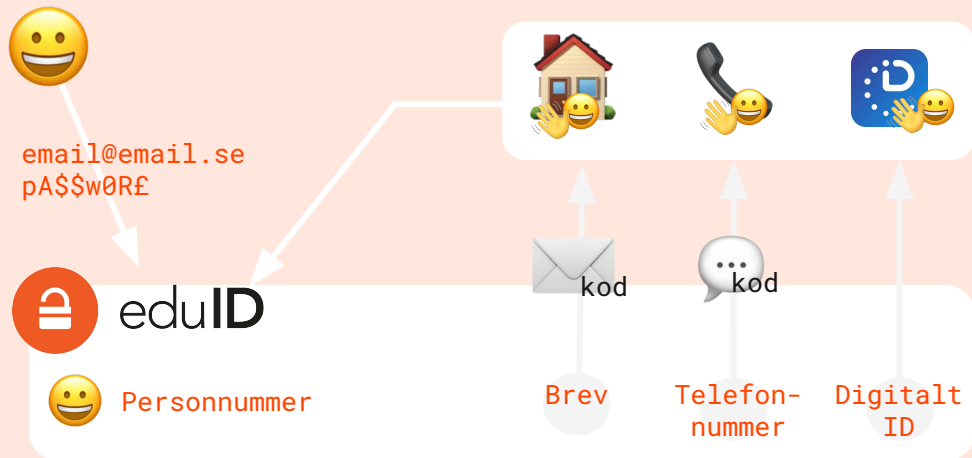 email@email.se
pA$$w0R£
kod
kod
eduID
Personnummer
Brev
Telefon-
nummer
Digitalt
ID